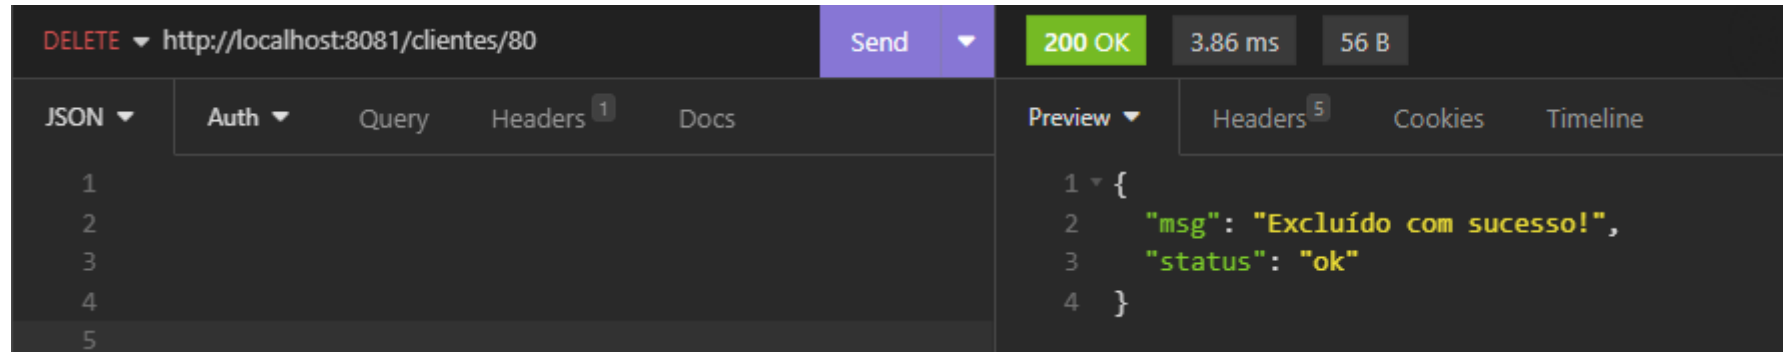 DELETE http://localhost:8081/clientes/80 Send 200 OK 3.86 ms 56 B
JSON Auth Query Headers 1 Docs
Preview Headers 5 Cookies Timeline
1
2
3
4
5
1 {
2 "msg": "Excluído com sucesso!",
3 "status": "ok"
4 }